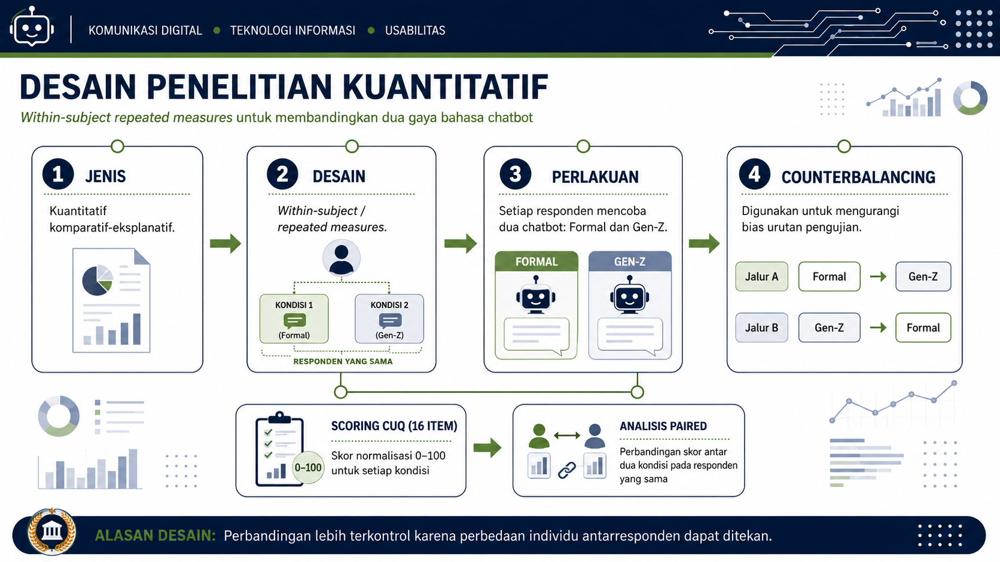 KOMUNIKASI DIGITAL • TEKNOLOGI INFORMASI • USABILITAS
DESAIN PENELITIAN KUANTITATIF
Within-subject repeated measures untuk membandingkan dua gaya bahasa chatbot
1 JENIS
Kuantitatif
komparatif-eksplanatif.
2 DESAIN
Within-subject /
repeated measures.
KONDISI 1
(Formal)
KONDISI 2
(Gen-Z)
RESPONDEN YANG SAMA
3 PERLAKUAN
Setiap responden mencoba
dua chatbot: Formal dan Gen-Z.
FORMAL
GEN-Z
4 COUNTERBALANCING
Digunakan untuk mengurangi
bias urutan pengujian.
Jalur A Formal → Gen-Z
Jalur B Gen-Z → Formal
SCORING CUQ (16 ITEM)
Skor normalisasi 0–100
untuk setiap kondisi
0–100
ANALISIS PAIRED
Perbandingan skor antar
dua kondisi pada responden
yang sama
ALASAN DESAIN: Perbandingan lebih terkontrol karena perbedaan individu antarresponden dapat ditekan.